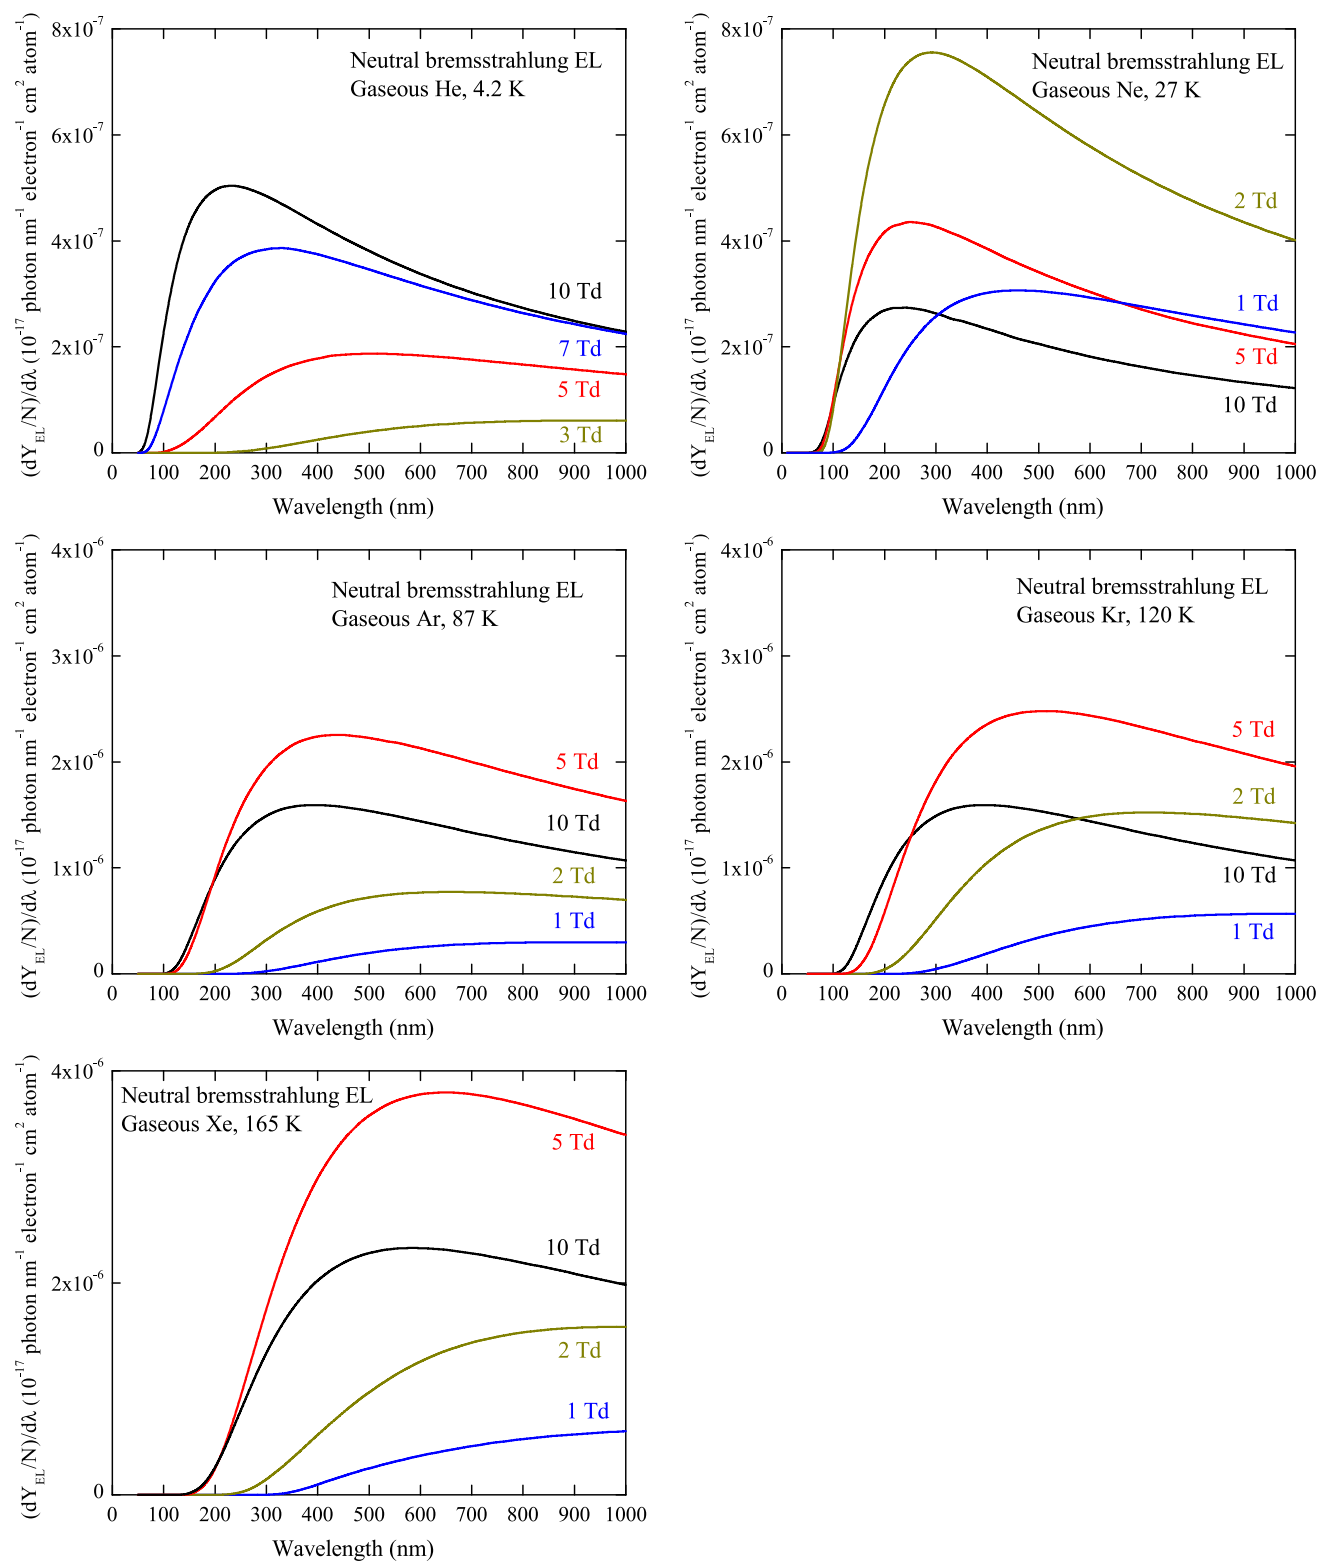 (dY_EL/N)/dλ (10^-17 photon nm^-1 electron^-1 cm^2 atom^-1)
8x10^-7
6x10^-7
4x10^-7
2x10^-7
0
Neutral bremsstrahlung EL
Gaseous He, 4.2 K
10 Td
7 Td
5 Td
3 Td
0 100 200 300 400 500 600 700 800 900 1000
Wavelength (nm)
(dY_EL/N)/dλ (10^-17 photon nm^-1 electron^-1 cm^2 atom^-1)
8x10^-7
6x10^-7
4x10^-7
2x10^-7
0
Neutral bremsstrahlung EL
Gaseous Ne, 27 K
2 Td
1 Td
5 Td
10 Td
0 100 200 300 400 500 600 700 800 900 1000
Wavelength (nm)
(dY_EL/N)/dλ (10^-17 photon nm^-1 electron^-1 cm^2 atom^-1)
4x10^-6
3x10^-6
2x10^-6
1x10^-6
0
Neutral bremsstrahlung EL
Gaseous Ar, 87 K
5 Td
10 Td
2 Td
1 Td
0 100 200 300 400 500 600 700 800 900 1000
Wavelength (nm)
(dY_EL/N)/dλ (10^-17 photon nm^-1 electron^-1 cm^2 atom^-1)
4x10^-6
3x10^-6
2x10^-6
1x10^-6
0
Neutral bremsstrahlung EL
Gaseous Kr, 120 K
5 Td
2 Td
10 Td
1 Td
0 100 200 300 400 500 600 700 800 900 1000
Wavelength (nm)
(dY_EL/N)/dλ (10^-17 photon nm^-1 electron^-1 cm^2 atom^-1)
4x10^-6
2x10^-6
0
Neutral bremsstrahlung EL
Gaseous Xe, 165 K
5 Td
10 Td
2 Td
1 Td
0 100 200 300 400 500 600 700 800 900 1000
Wavelength (nm)